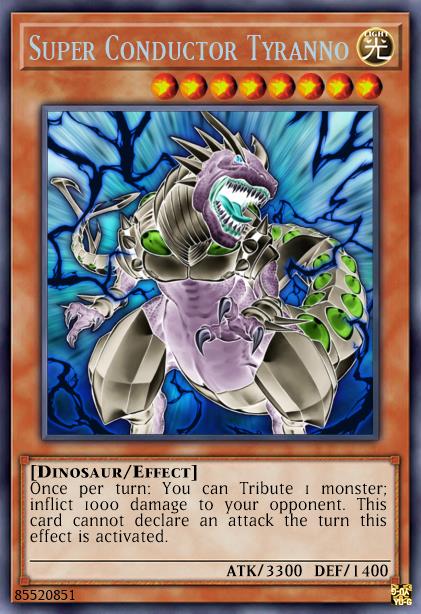 SUPER CONDUCTOR TYRANNO
LIGHT
光
[DINOSAUR/EFFECT]
Once per turn: You can Tribute 1 monster;
inflict 1000 damage to your opponent. This
card cannot declare an attack the turn this
effect is activated.
ATK/3300 DEF/1400
85520851